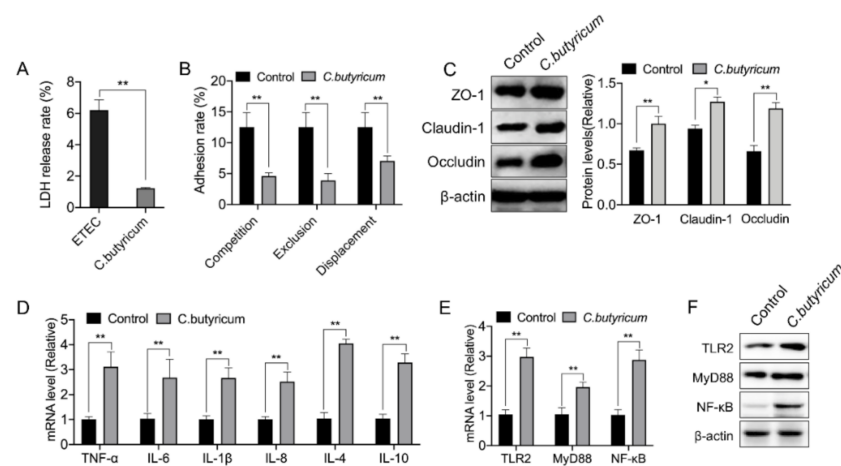 A
LDH release rate (%)
8
6
4
2
0
**
ETEC
C.butyricum
B
Control
C.butyricum
Adhesion rate (%)
20
15
10
5
0
**
**
**
Competition
Exclusion
Displacement
C
Control
C.butyricum
ZO-1
Claudin-1
Occludin
β-actin
Control
C.butyricum
Protein levels(Relative)
1.5
1.0
0.5
0.0
**
*
**
ZO-1
Claudin-1
Occludin
D
Control
C.butyricum
mRNA level (Relative)
5
4
3
2
1
0
**
**
**
**
**
**
TNF-α
IL-6
IL-1β
IL-8
IL-4
IL-10
E
Control
C.butyricum
mRNA level (Relative)
4
3
2
1
0
**
**
**
TLR2
MyD88
NF-κB
F
Control
C.butyricum
TLR2
MyD88
NF-κB
β-actin